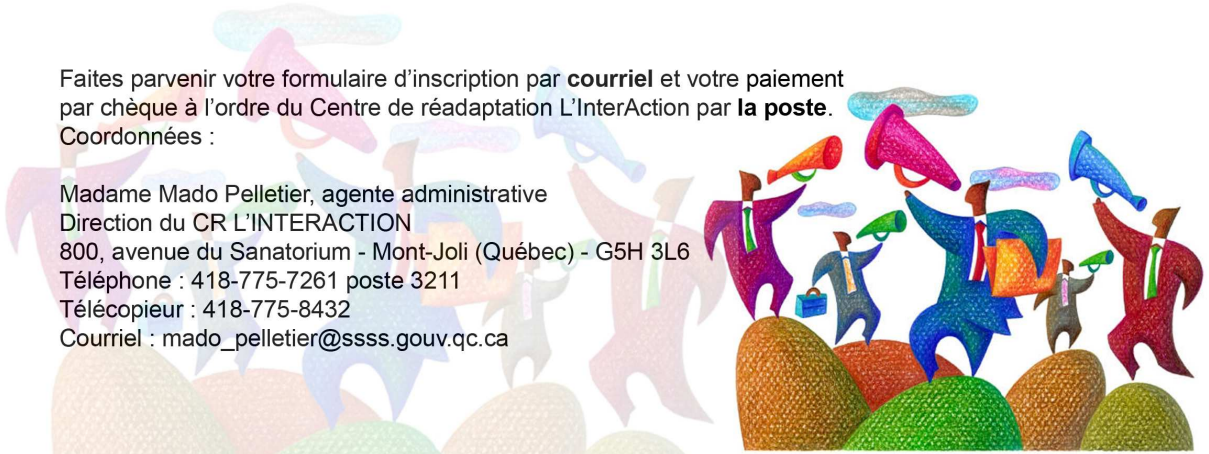 Faites parvenir votre formulaire d'inscription par courriel et votre paiement
par chèque à l'ordre du Centre de réadaptation L'InterAction par la poste.
Coordonnées :
Madame Mado Pelletier, agente administrative
Direction du CR L'INTERACTION
800, avenue du Sanatorium - Mont-Joli (Québec) - G5H 3L6
Téléphone : 418-775-7261 poste 3211
Télécopieur : 418-775-8432
Courriel : mado_pelletier@ssss.gouv.qc.ca